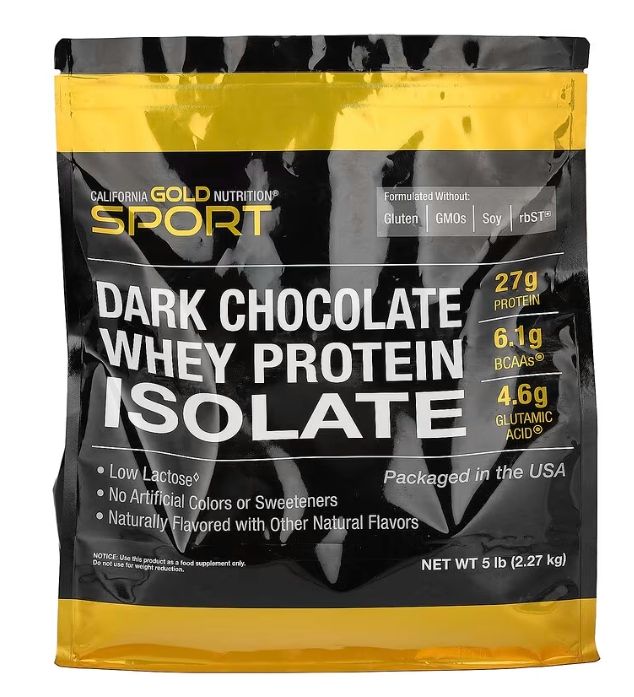 CALIFORNIA GOLD NUTRITION®
SPORT
Formulated Without:
Gluten | GMOs | Soy | rbST⊚
DARK CHOCOLATE
WHEY PROTEIN
ISOLATE
27g
PROTEIN
6.1g
BCAAs⊚
4.6g
GLUTAMIC
ACID⊚
• Low Lactose◊
• No Artificial Colors or Sweeteners
• Naturally Flavored with Other Natural Flavors
Packaged in the USA
NOTICE: Use this product as a food supplement only.
Do not use for weight reduction.
NET WT 5 lb (2.27 kg)